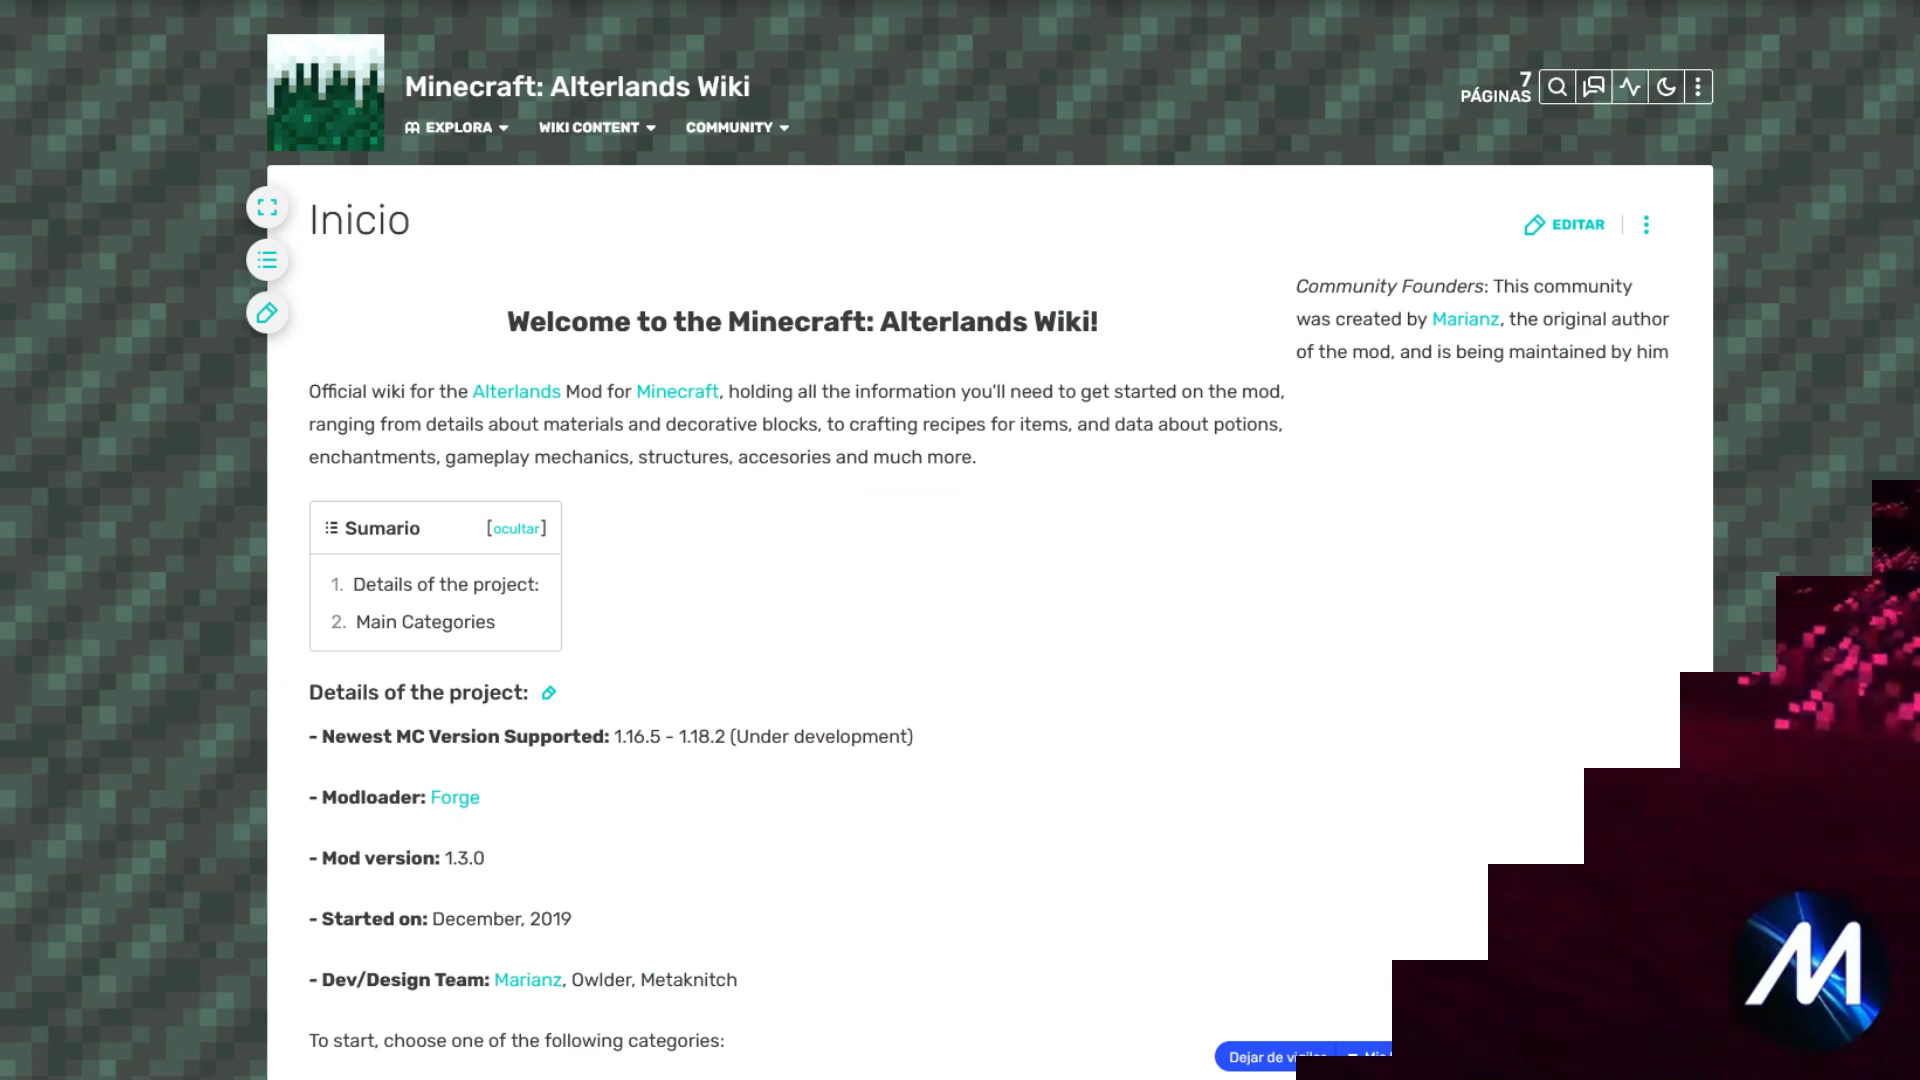 Minecraft: Alterlands Wiki
7
PÁGINAS
EXPLORA
WIKI CONTENT
COMMUNITY
Inicio
EDITAR
Community Founders: This community
was created by Marianz, the original author
of the mod, and is being maintained by him
Welcome to the Minecraft: Alterlands Wiki!
Official wiki for the Alterlands Mod for Minecraft, holding all the information you'll need to get started on the mod,
ranging from details about materials and decorative blocks, to crafting recipes for items, and data about potions,
enchantments, gameplay mechanics, structures, accesories and much more.
Sumario [ocultar]
1. Details of the project:
2. Main Categories
Details of the project:
- Newest MC Version Supported: 1.16.5 - 1.18.2 (Under development)
- Modloader: Forge
- Mod version: 1.3.0
- Started on: December, 2019
- Dev/Design Team: Marianz, Owlder, Metaknitch
To start, choose one of the following categories:
Dejar de
M